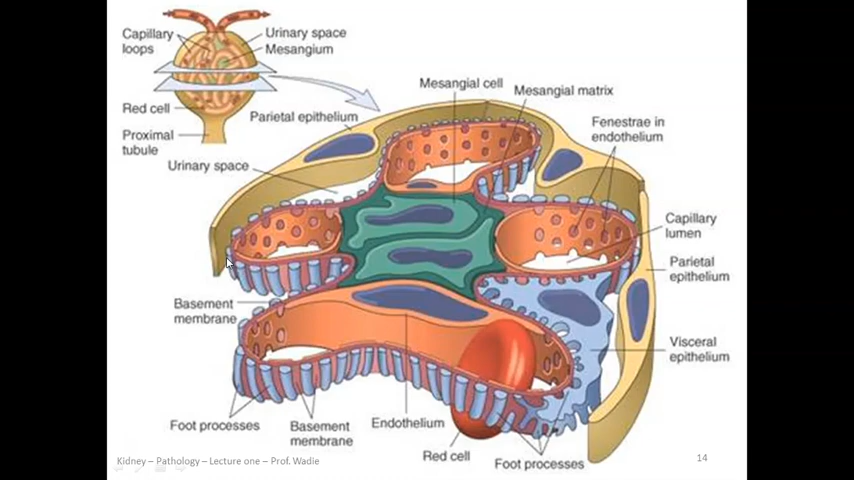 Capillary
loops
Urinary space
Mesangium
Red cell
Proximal
tubule
Parietal epithelium
Urinary space
Mesangial cell
Mesangial matrix
Fenestrae in
endothelium
Capillary
lumen
Parietal
epithelium
Basement
membrane
Visceral
epithelium
Foot processes
Basement
membrane
Endothelium
Red cell
Foot processes
Kidney – Pathology – Lecture one – Prof. Wadie
14